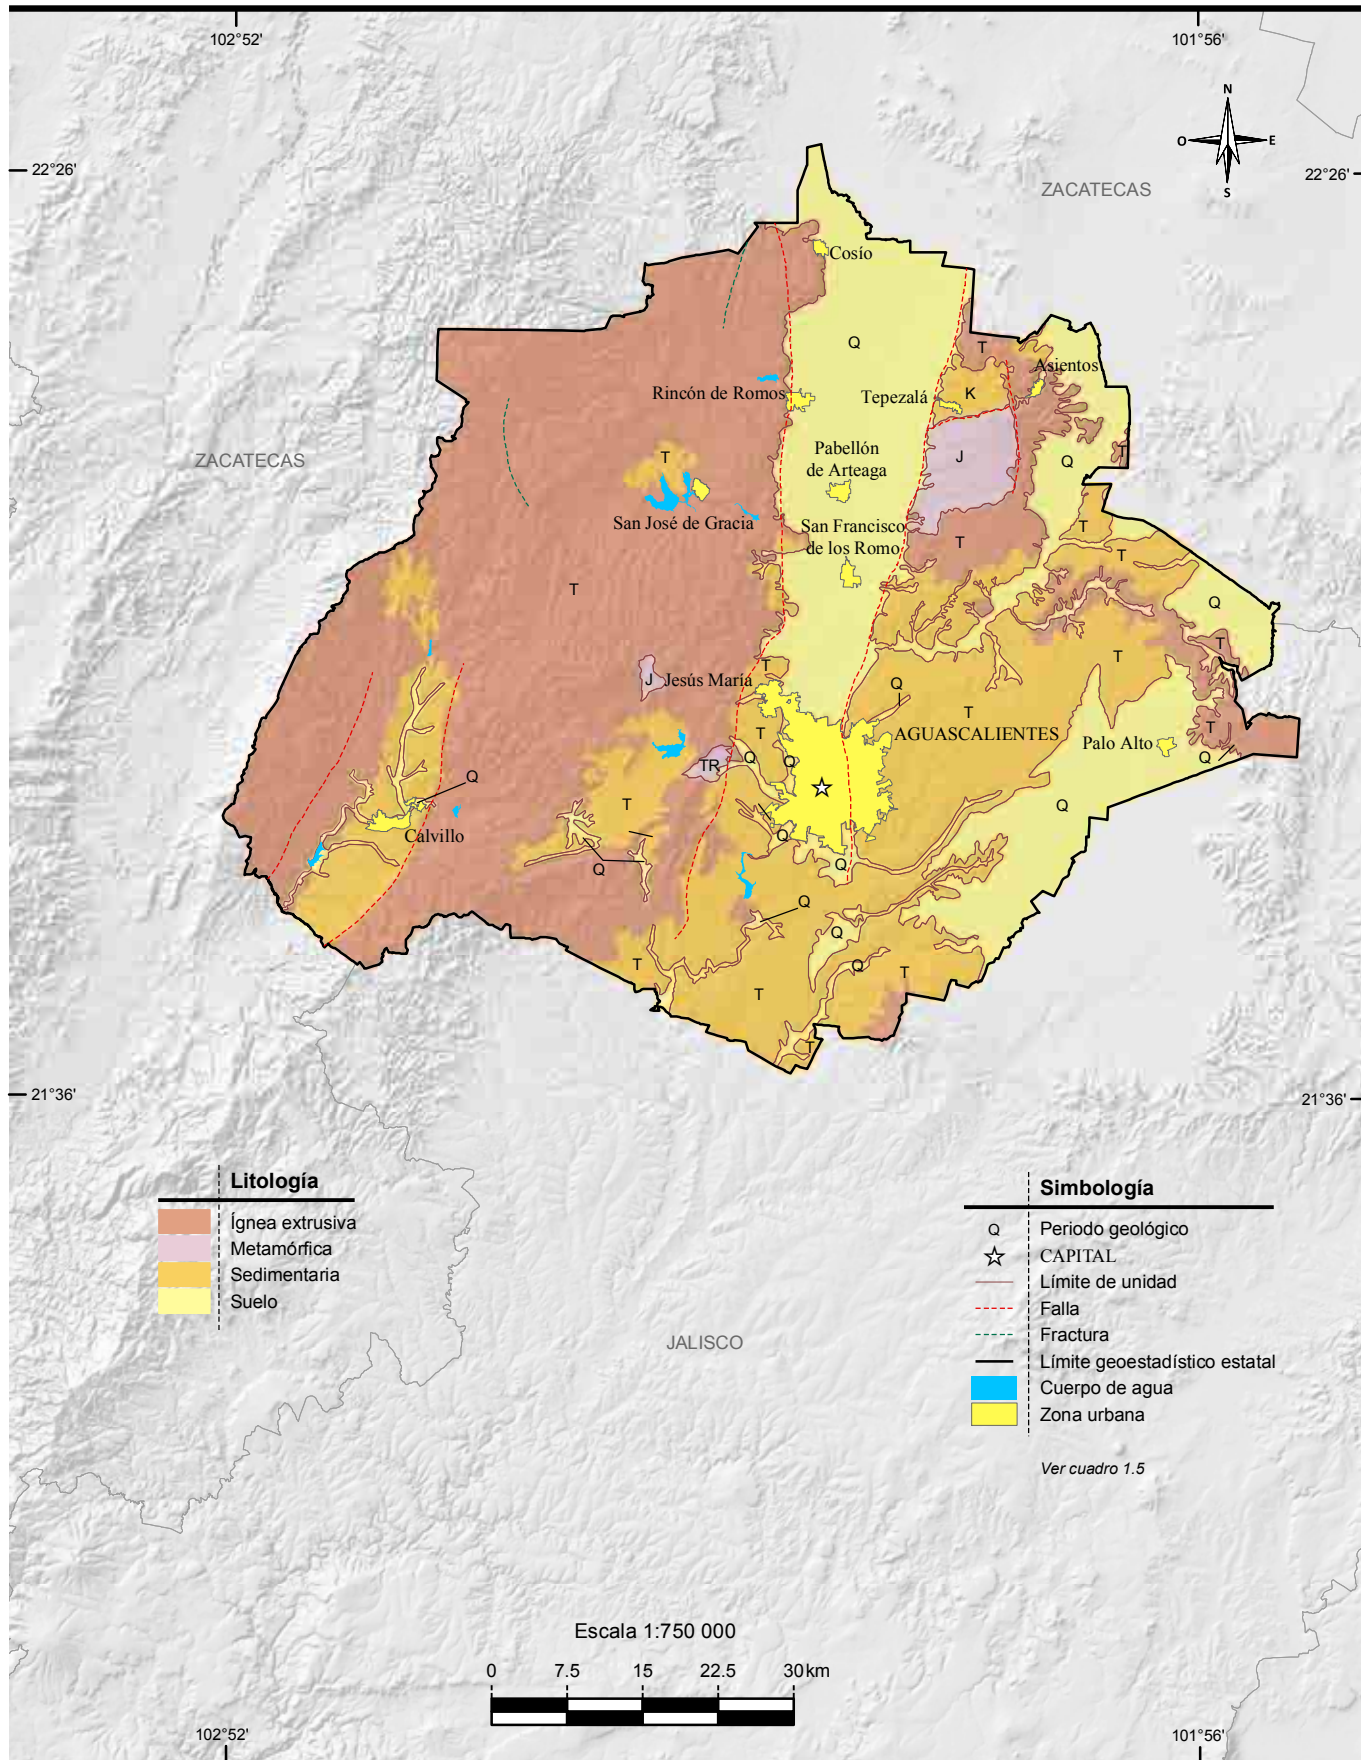 102°52'
101°56'
N
O
E
S
22°26'
22°26'
ZACATECAS
Cosío
Q
T
Asientos
Rincón de Romos
Tepezalá
K
ZACATECAS
T
Pabellón
de Arteaga
J
Q
T
San José de Gracia
San Francisco
de los Romo
T
T
T
T
Q
T
T
T
J
Jesús María
Q
T
T
T
AGUASCALIENTES
T
Palo Alto
Q
TR
Q
Q
Q
T
Q
Calvillo
Q
Q
Q
Q
Q
T
Q
T
T
T
21°36'
21°36'
Litología
Ígnea extrusiva
Metamórfica
Sedimentaria
Suelo
Simbología
Q Periodo geológico
CAPITAL
Límite de unidad
Falla
Fractura
Límite geoestadístico estatal
Cuerpo de agua
Zona urbana
Ver cuadro 1.5
JALISCO
Escala 1:750 000
0 7.5 15 22.5 30 km
102°52'
101°56'